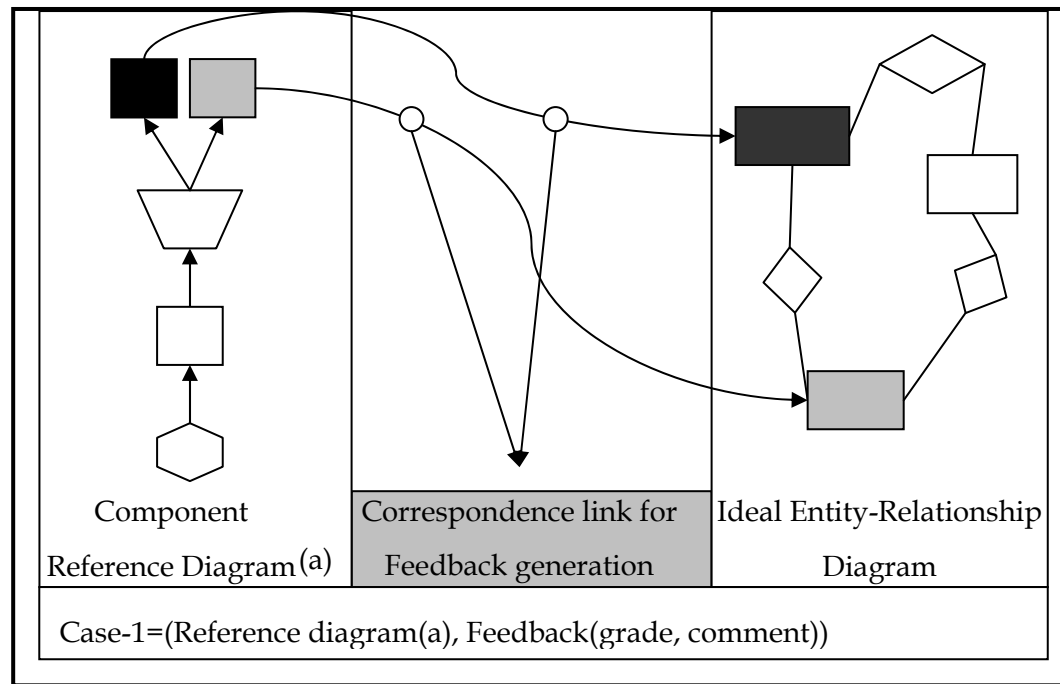 Component
Reference Diagram(a)
Correspondence link for
Feedback generation
Ideal Entity-Relationship
Diagram
Case-1=(Reference diagram(a), Feedback(grade, comment))